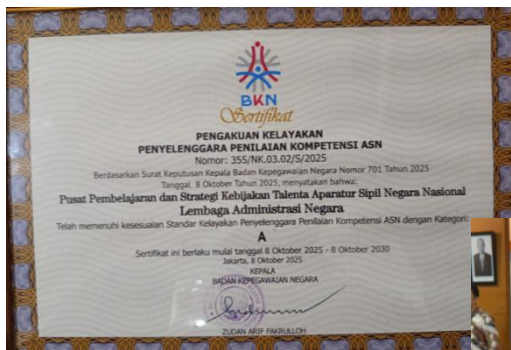 BKN
Sertifikat
PENGAKUAN KELAYAKAN
PENYELENGGARA PENILAIAN KOMPETENSI ASN
Nomor: 355/NK.03.02/S/2025
Berdasarkan Surat Keputusan Kepala Badan Kepegawaian Negara Nomor 701 Tahun 2025
Tanggal 8 Oktober Tahun 2025, menyatakan bahwa:
Pusat Pembelajaran dan Strategi Kebijakan Talenta Aparatur Sipil Negara Nasional
Lembaga Administrasi Negara
Telah memenuhi kesesuaian Standar Kelayakan Penyelenggara Penilaian Kompetensi ASN dengan Kategori:
A
Sertifikat ini berlaku mulai tanggal 8 Oktober 2025 - 8 Oktober 2030
Jakarta, 8 Oktober 2025
KEPALA
BADAN KEPEGAWAIAN NEGARA
ZUDAN ARIF FAKRULLOH